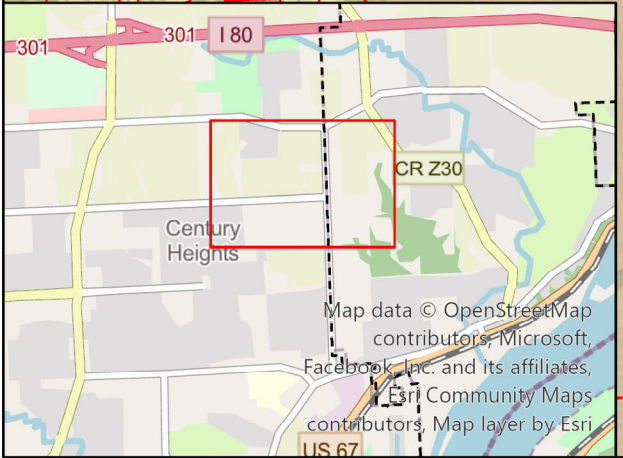 301
301
I 80
CR Z30
Century
Heights
Map data © OpenStreetMap
contributors, Microsoft,
Facebook, Inc. and its affiliates,
Esri Community Maps
contributors, Map layer by Esri
US 67